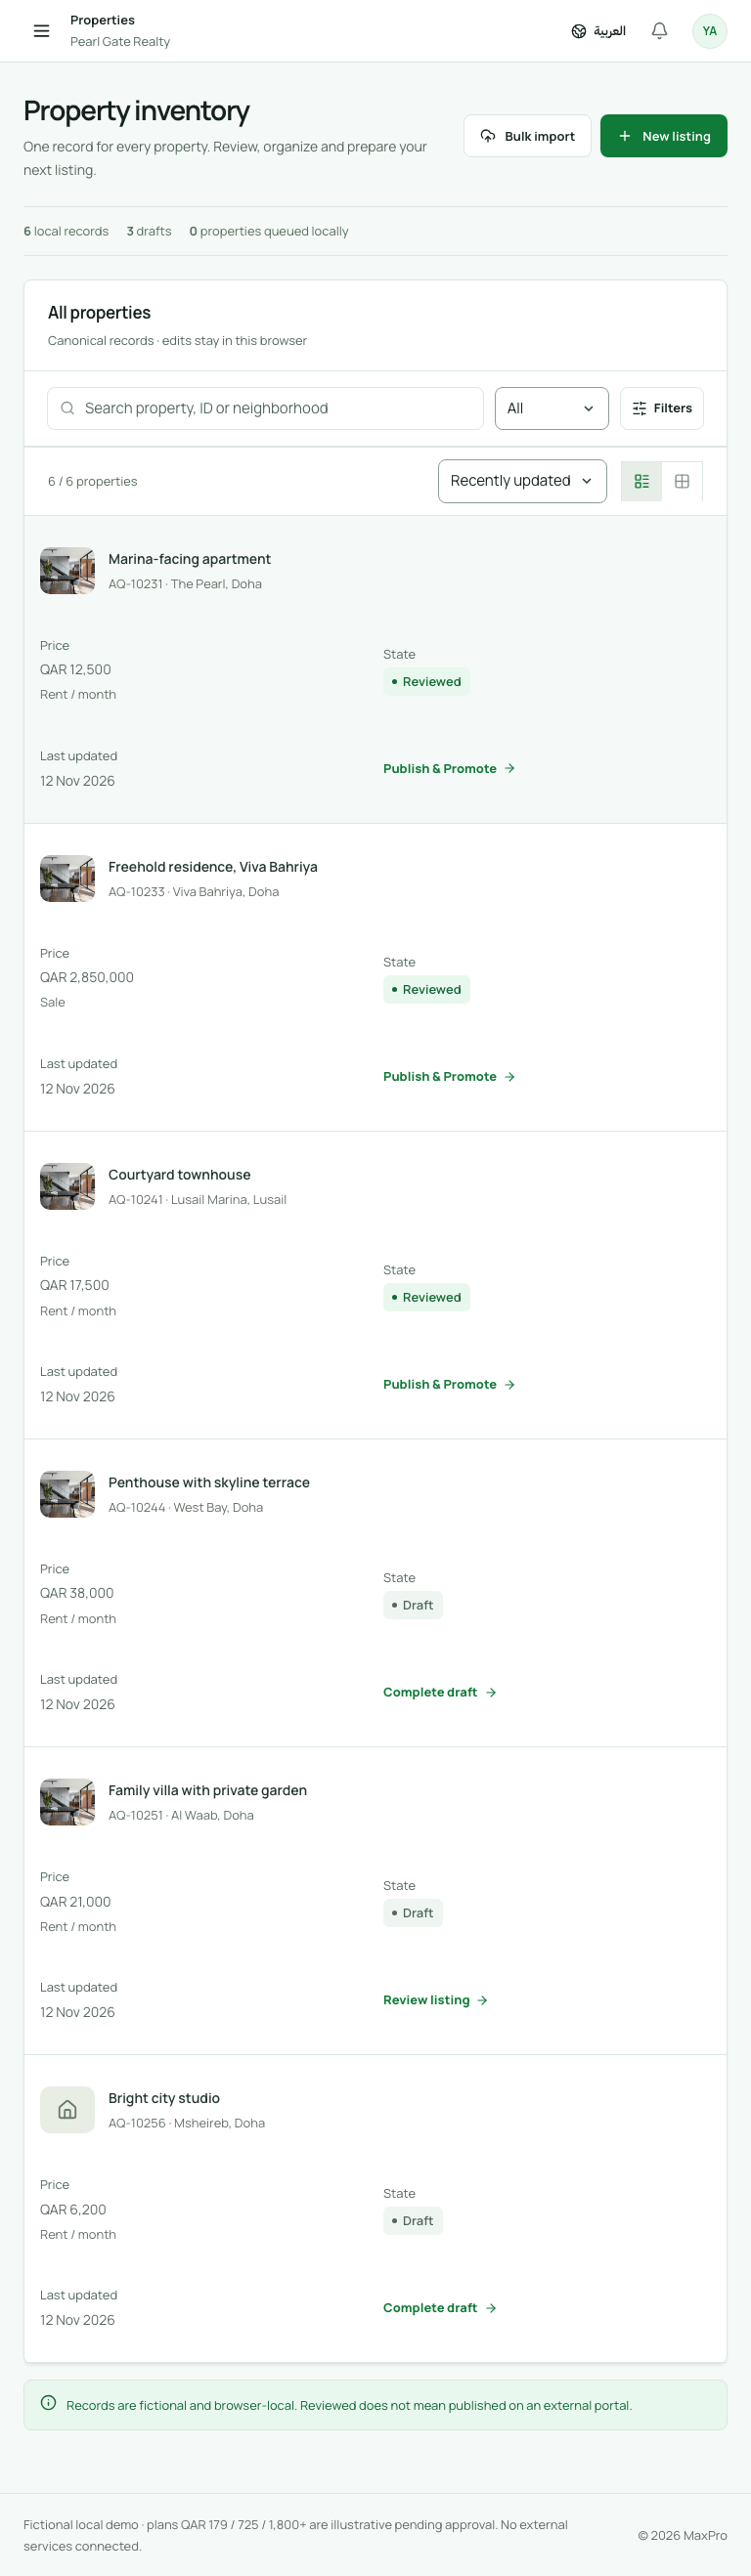 Properties
Pearl Gate Realty
العربية
YA
Property inventory
One record for every property. Review, organize and prepare your
next listing.
Bulk import
New listing
6 local records 3 drafts 0 properties queued locally
All properties
Canonical records · edits stay in this browser
Search property, ID or neighborhood
All
Filters
6 / 6 properties
Recently updated
Marina-facing apartment
AQ-10231 · The Pearl, Doha
Price
QAR 12,500
Rent / month
State
Reviewed
Last updated
12 Nov 2026
Publish & Promote
Freehold residence, Viva Bahriya
AQ-10233 · Viva Bahriya, Doha
Price
QAR 2,850,000
Sale
State
Reviewed
Last updated
12 Nov 2026
Publish & Promote
Courtyard townhouse
AQ-10241 · Lusail Marina, Lusail
Price
QAR 17,500
Rent / month
State
Reviewed
Last updated
12 Nov 2026
Publish & Promote
Penthouse with skyline terrace
AQ-10244 · West Bay, Doha
Price
QAR 38,000
Rent / month
State
Draft
Last updated
12 Nov 2026
Complete draft
Family villa with private garden
AQ-10251 · Al Waab, Doha
Price
QAR 21,000
Rent / month
State
Draft
Last updated
12 Nov 2026
Review listing
Bright city studio
AQ-10256 · Msheireb, Doha
Price
QAR 6,200
Rent / month
State
Draft
Last updated
12 Nov 2026
Complete draft
Records are fictional and browser-local. Reviewed does not mean published on an external portal.
Fictional local demo · plans QAR 179 / 725 / 1,800+ are illustrative pending approval. No external
services connected.
© 2026 MaxPro